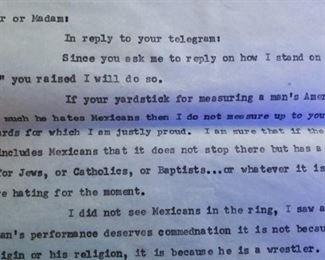 r or Madam:
In reply to your telegram:
Since you ask me to reply on how I stand on
" you raised I will do so.
If your yardstick for measuring a man's Amer
much he hates Mexicans then I do not measure up to you
ards for which I am justly proud. I am sure that if the
includes Mexicans that it does not stop there but has a
for Jews, or Catholics, or Baptists...or whatever it is
re hating for the moment.
I did not see Mexicans in the ring, I saw a
an's performance deserves commednation it is not becaus
igin or his religion, it is because he is a wrestler.